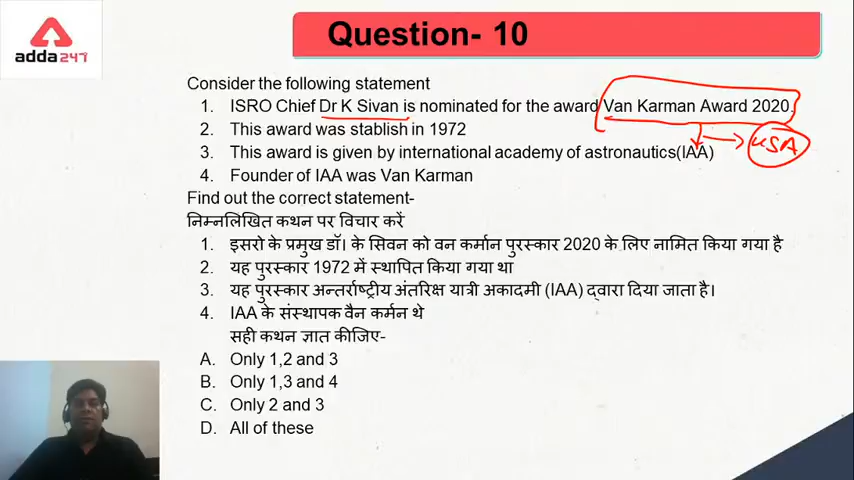 adda247
Question- 10
Consider the following statement
1. ISRO Chief Dr K Sivan is nominated for the award Van Karman Award 2020.
2. This award was stablish in 1972
3. This award is given by international academy of astronautics(IAA)
USA
4. Founder of IAA was Van Karman
Find out the correct statement-
निम्नलिखित कथन पर विचार करें
1. इसरो के प्रमुख डॉ। के सिवन को वन कर्मान पुरस्कार 2020 के लिए नामित किया गया है
2. यह पुरस्कार 1972 में स्थापित किया गया था
3. यह पुरस्कार अन्तर्राष्ट्रीय अंतरिक्ष यात्री अकादमी (IAA) द्वारा दिया जाता है।
4. IAA के संस्थापक वैन कर्मन थे
सही कथन ज्ञात कीजिए-
A. Only 1,2 and 3
B. Only 1,3 and 4
C. Only 2 and 3
D. All of these